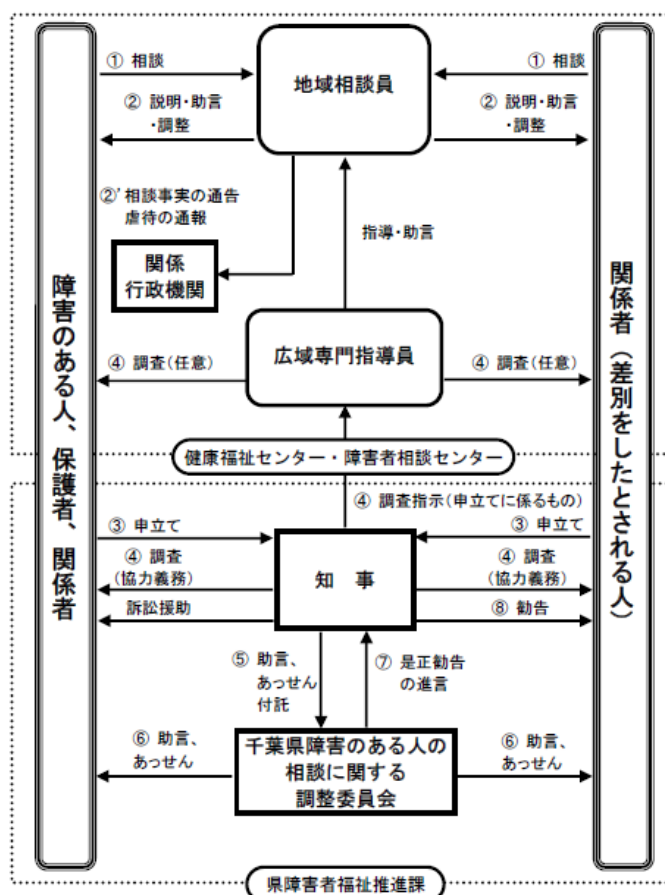 ① 相談
① 相談
地域相談員
② 説明・助言
・調整
② 説明・助言
・調整
②’相談事実の通告
虐待の通報
指導・助言
関係
行政機関
障害のある人、保護者、関係者
関係者（差別をしたとされる人）
広域専門指導員
④ 調査（任意）
④ 調査（任意）
健康福祉センター・障害者相談センター
④ 調査指示（申立てに係るもの）
③ 申立て
③ 申立て
④ 調査
（協力義務）
知　事
④ 調査
（協力義務）
訴訟援助
⑧ 勧告
⑤ 助言、
あっせん
付託
⑦ 是正勧告
の進言
⑥ 助言、
あっせん
千葉県障害のある人の
相談に関する
調整委員会
⑥ 助言、
あっせん
県障害者福祉推進課